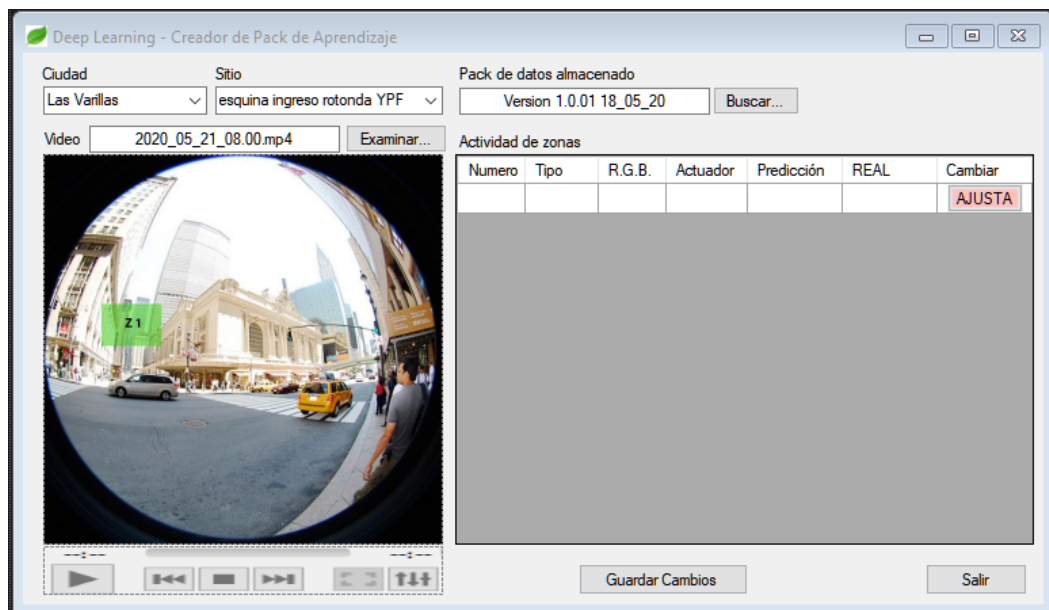 Deep Learning - Creador de Pack de Aprendizaje
Ciudad
Sitio
Pack de datos almacenado
Las Varillas
esquina ingreso rotonda YPF
Version 1.0.01 18_05_20
Buscar...
Video
2020_05_21_08.00.mp4
Examinar...
Actividad de zonas
Numero Tipo R.G.B. Actuador Predicción REAL Cambiar
AJUSTA
Z 1
--:--
--:--
Guardar Cambios
Salir